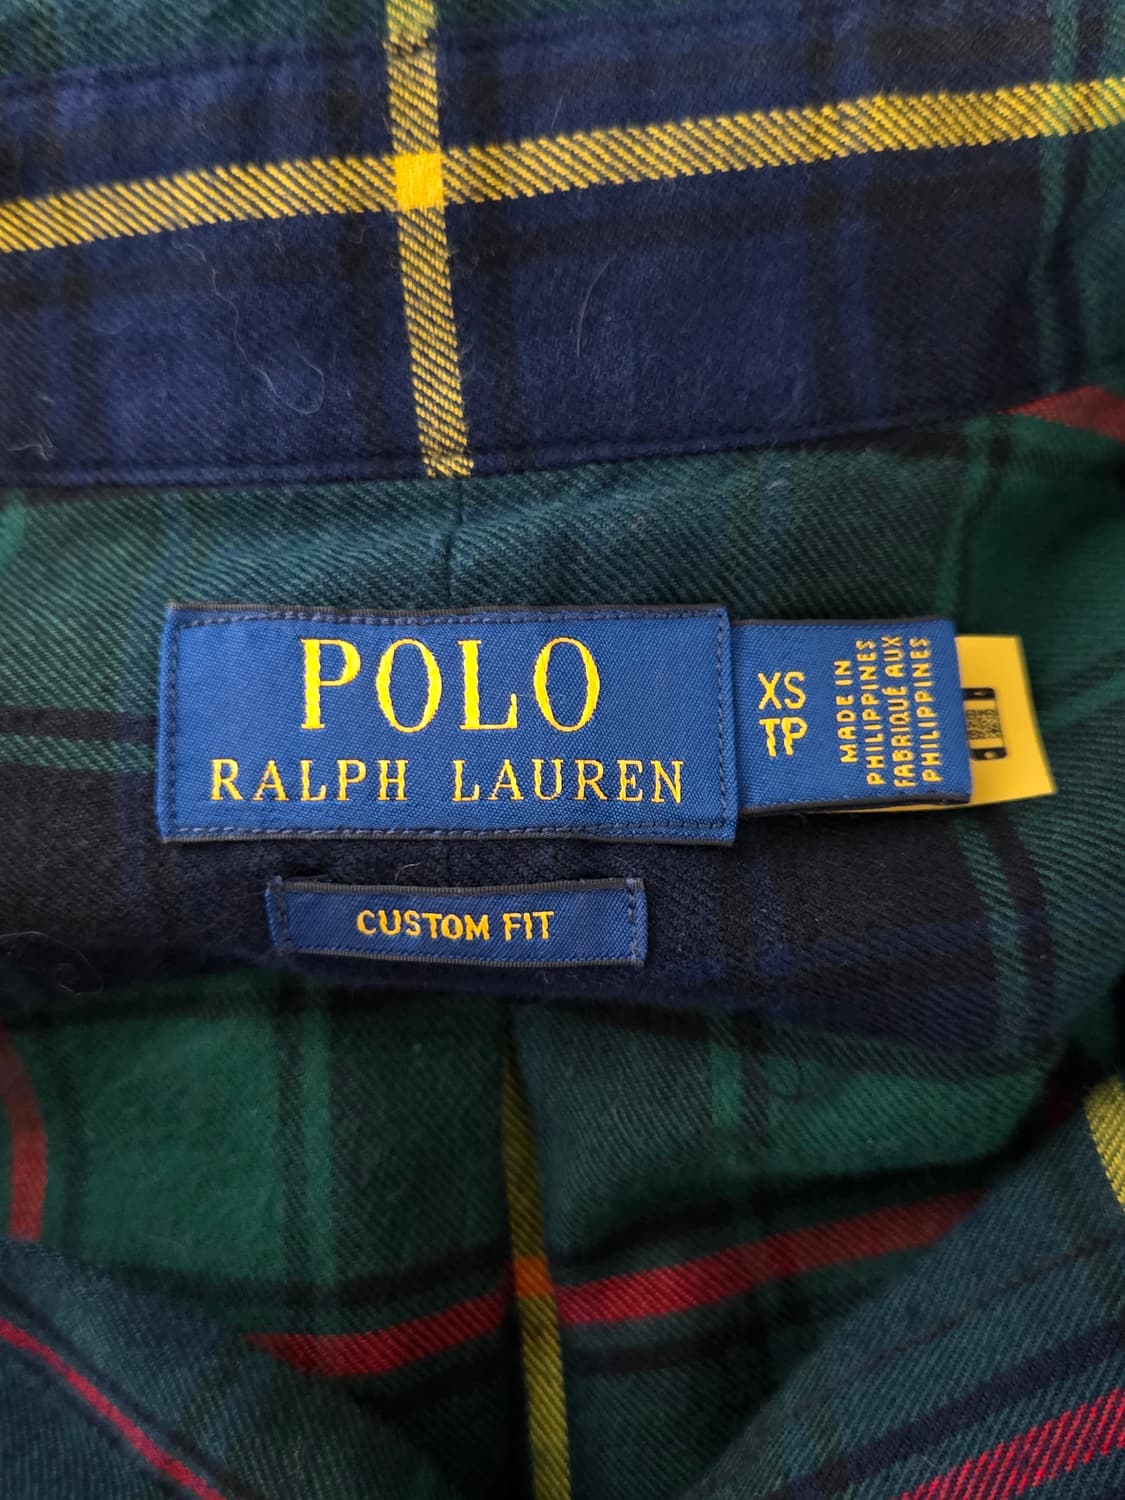 POLO
RALPH LAUREN
XS
TP
MADE IN
PHILIPPINES
FABRIQUÉ AUX
PHILIPPINES
CUSTOM FIT